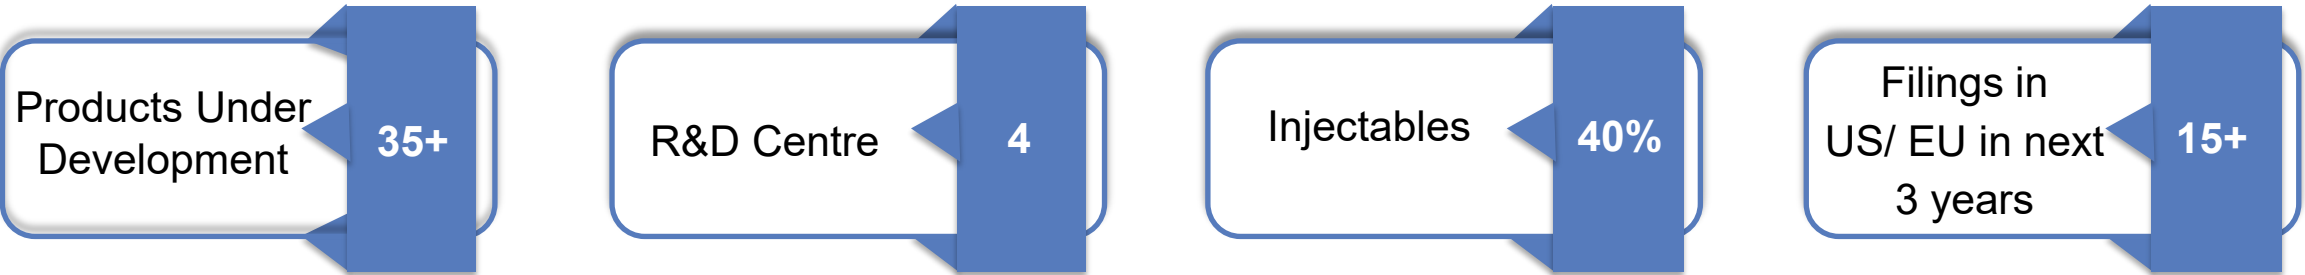 Products Under
Development
35+
R&D Centre
4
Injectables
40%
Filings in
US/ EU in next
3 years
15+